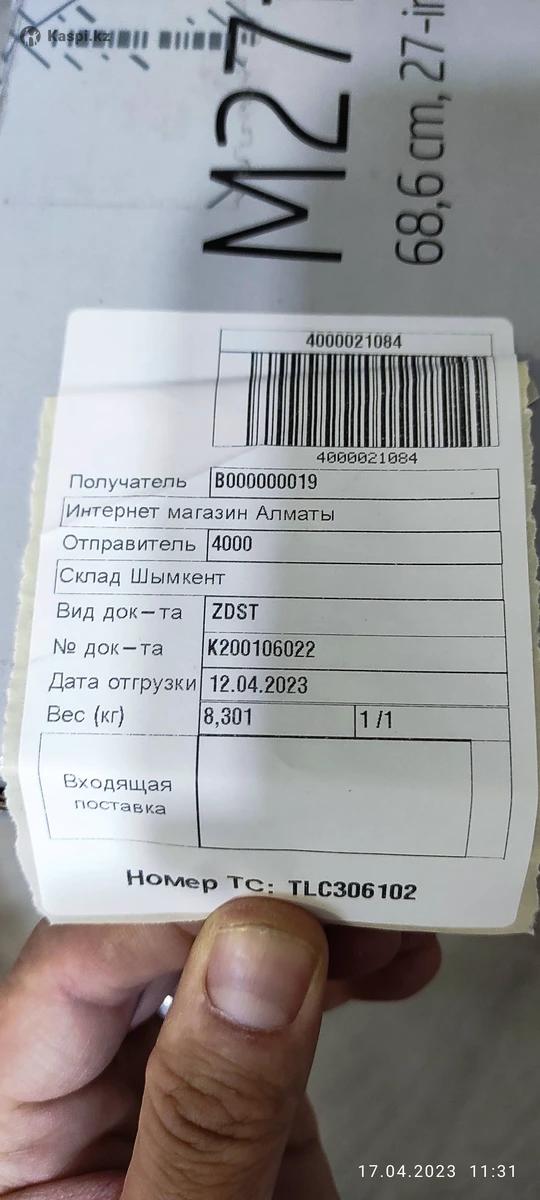 Kaspi.kz
M27
68,6 cm, 27-in
4000021084
4000021084
Получатель B000000019
Интернет магазин Алматы
Отправитель 4000
Склад Шымкент
Вид док-та ZDST
№ док-та K200106022
Дата отгрузки 12.04.2023
Вес (кг) 8,301 1 /1
Входящая
поставка
Номер ТС: TLC306102
17.04.2023 11:31